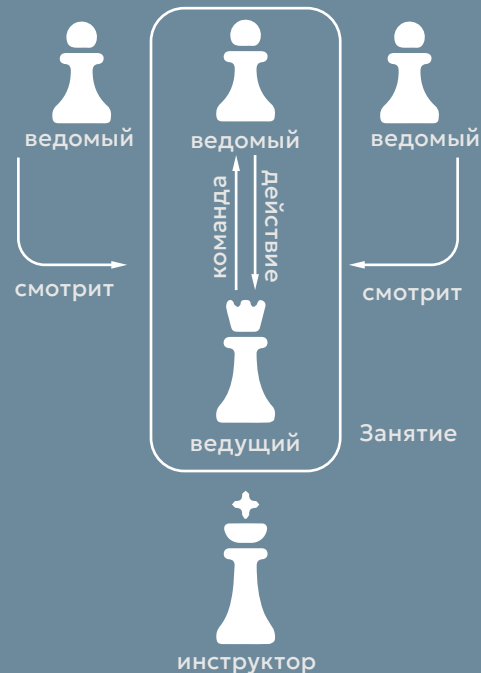 ведомый
ведомый
ведомый
команда
действие
смотрит
смотрит
ведущий
Занятие
инструктор